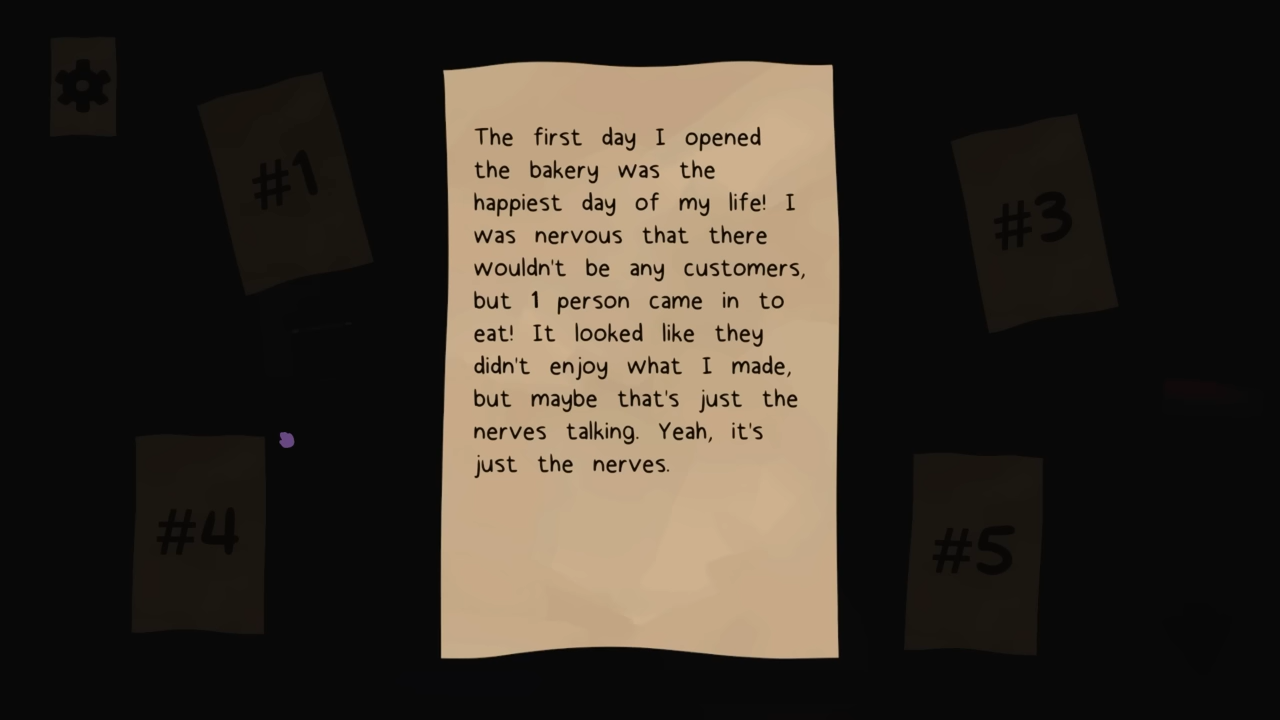 #1
The first day I opened
the bakery was the
happiest day of my life! I
was nervous that there
wouldn't be any customers,
but 1 person came in to
eat! It looked like they
didn't enjoy what I made,
but maybe that's just the
nerves talking. Yeah, it's
just the nerves.
#3
#4
#5